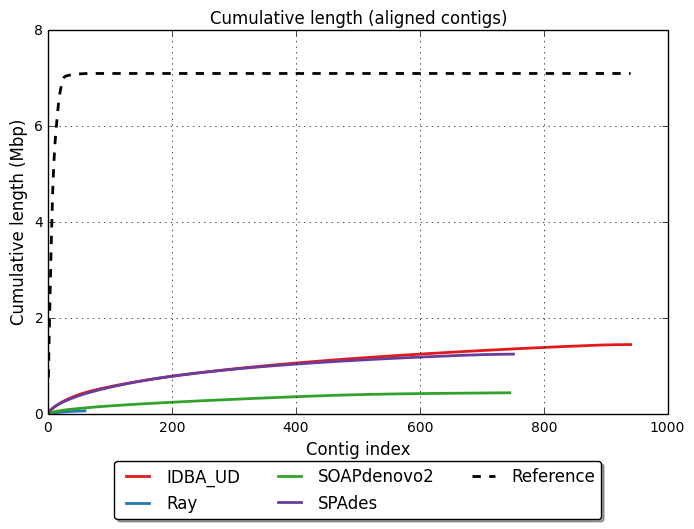 Cumulative length (aligned contigs)
8
6
4
2
0
Cumulative length (Mbp)
0 200 400 600 800 1000
Contig index
IDBA_UD SOAPdenovo2 Reference
Ray SPAdes